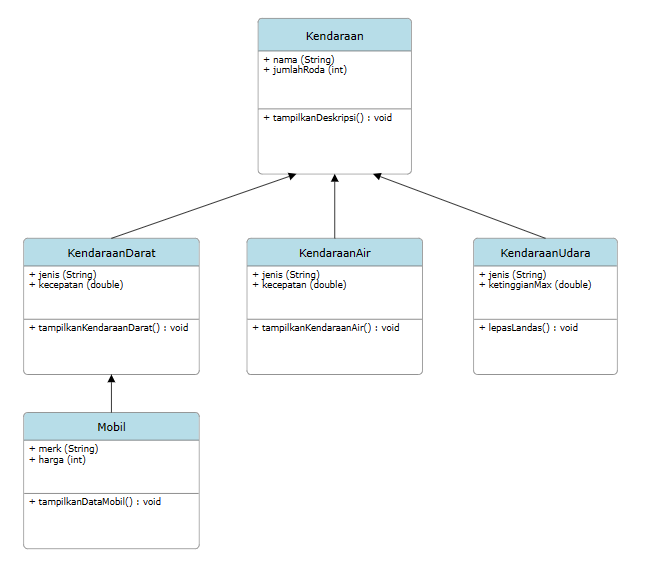 Kendaraan
+ nama (String)
+ jumlahRoda (int)
+ tampilkanDeskripsi() : void
KendaraanDarat
+ jenis (String)
+ kecepatan (double)
+ tampilkanKendaraanDarat() : void
KendaraanAir
+ jenis (String)
+ kecepatan (double)
+ tampilkanKendaraanAir() : void
KendaraanUdara
+ jenis (String)
+ ketinggianMax (double)
+ lepasLandas() : void
Mobil
+ merk (String)
+ harga (int)
+ tampilkanDataMobil() : void